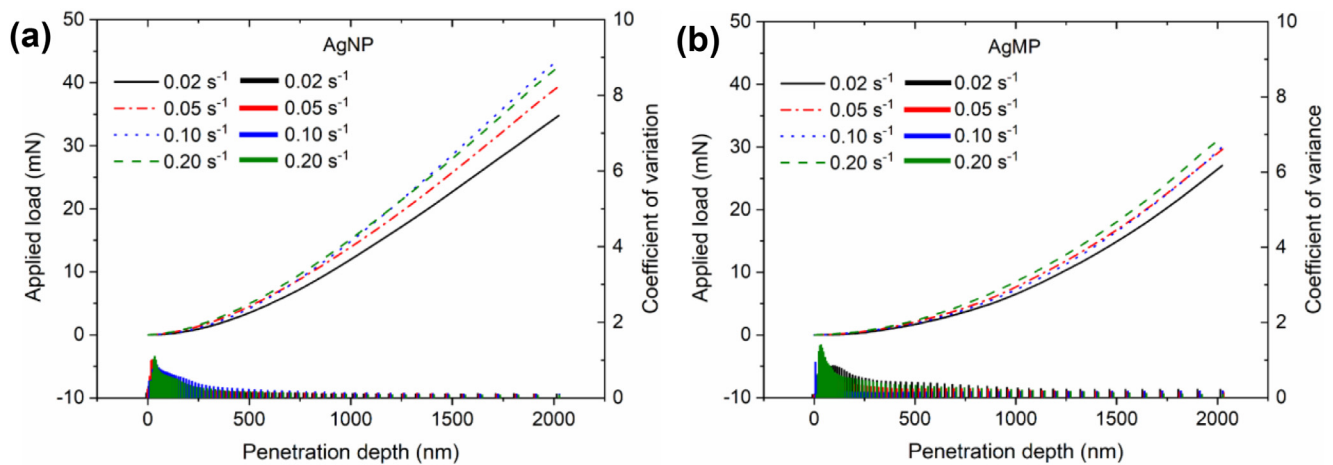 (a)
AgNP
0.02 s⁻¹ 0.02 s⁻¹
0.05 s⁻¹ 0.05 s⁻¹
0.10 s⁻¹ 0.10 s⁻¹
0.20 s⁻¹ 0.20 s⁻¹
Applied load (mN)
50
40
30
20
10
0
-10
0 500 1000 1500 2000
Penetration depth (nm)
10
8
6
4
2
0
Coefficient of variation
(b)
AgMP
0.02 s⁻¹ 0.02 s⁻¹
0.05 s⁻¹ 0.05 s⁻¹
0.10 s⁻¹ 0.10 s⁻¹
0.20 s⁻¹ 0.20 s⁻¹
Applied load (mN)
50
40
30
20
10
0
-10
0 500 1000 1500 2000
Penetration depth (nm)
10
8
6
4
2
0
Coefficient of variance